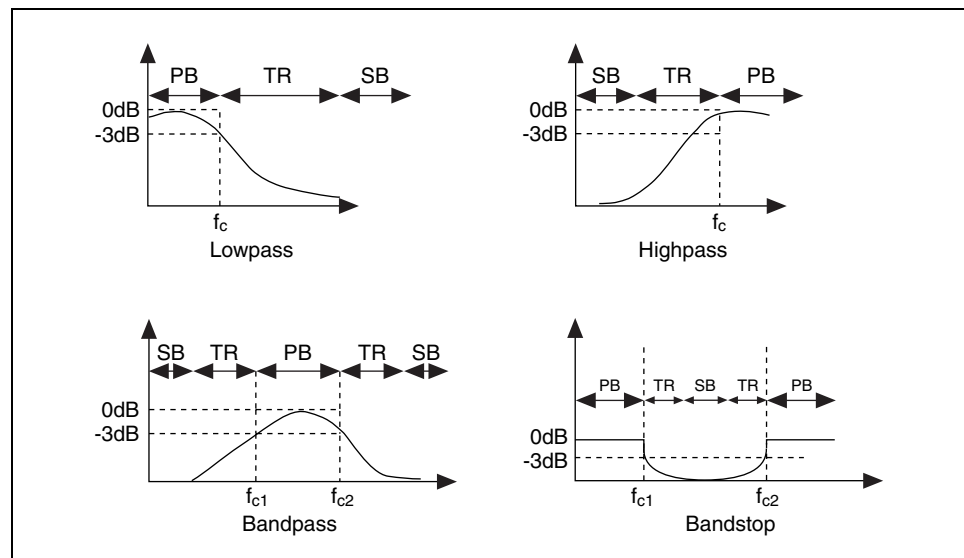 PB TR SB
0dB
-3dB
fc
Lowpass
SB TR PB
0dB
-3dB
fc
Highpass
SB TR PB TR SB
0dB
-3dB
fc1 fc2
Bandpass
PB TR SB TR PB
0dB
-3dB
fc1 fc2
Bandstop